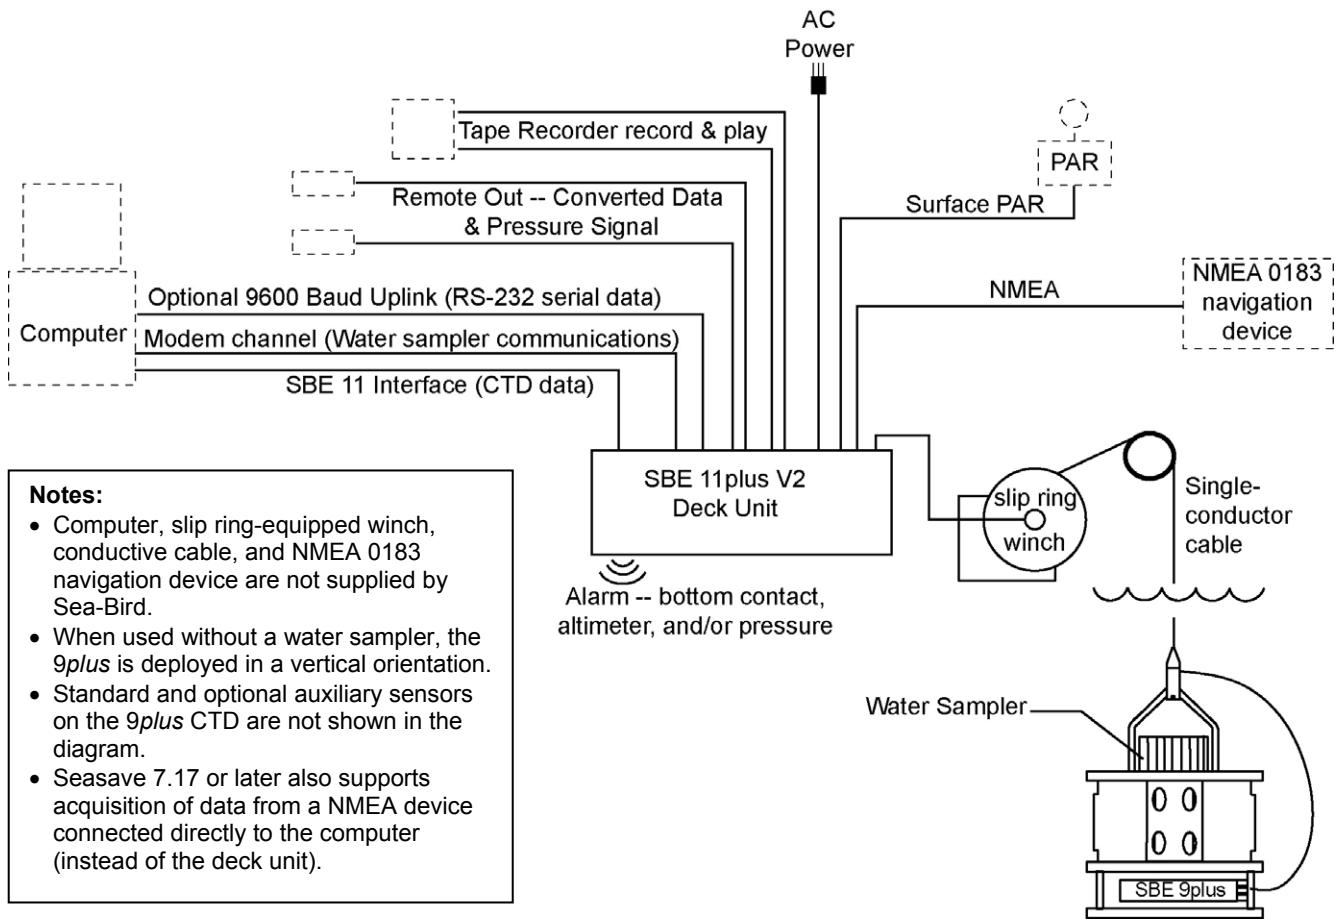 AC
Power
Tape Recorder record & play
PAR
Remote Out -- Converted Data
& Pressure Signal
Surface PAR
NMEA 0183
navigation
device
NMEA
Optional 9600 Baud Uplink (RS-232 serial data)
Computer
Modem channel (Water sampler communications)
SBE 11 Interface (CTD data)
SBE 11plus V2
Deck Unit
slip ring
winch
Single-
conductor
cable
Alarm -- bottom contact,
altimeter, and/or pressure
Notes:
• Computer, slip ring-equipped winch,
conductive cable, and NMEA 0183
navigation device are not supplied by
Sea-Bird.
• When used without a water sampler, the
9plus is deployed in a vertical orientation.
• Standard and optional auxiliary sensors
on the 9plus CTD are not shown in the
diagram.
• Seasave 7.17 or later also supports
acquisition of data from a NMEA device
connected directly to the computer
(instead of the deck unit).
Water Sampler
SBE 9plus